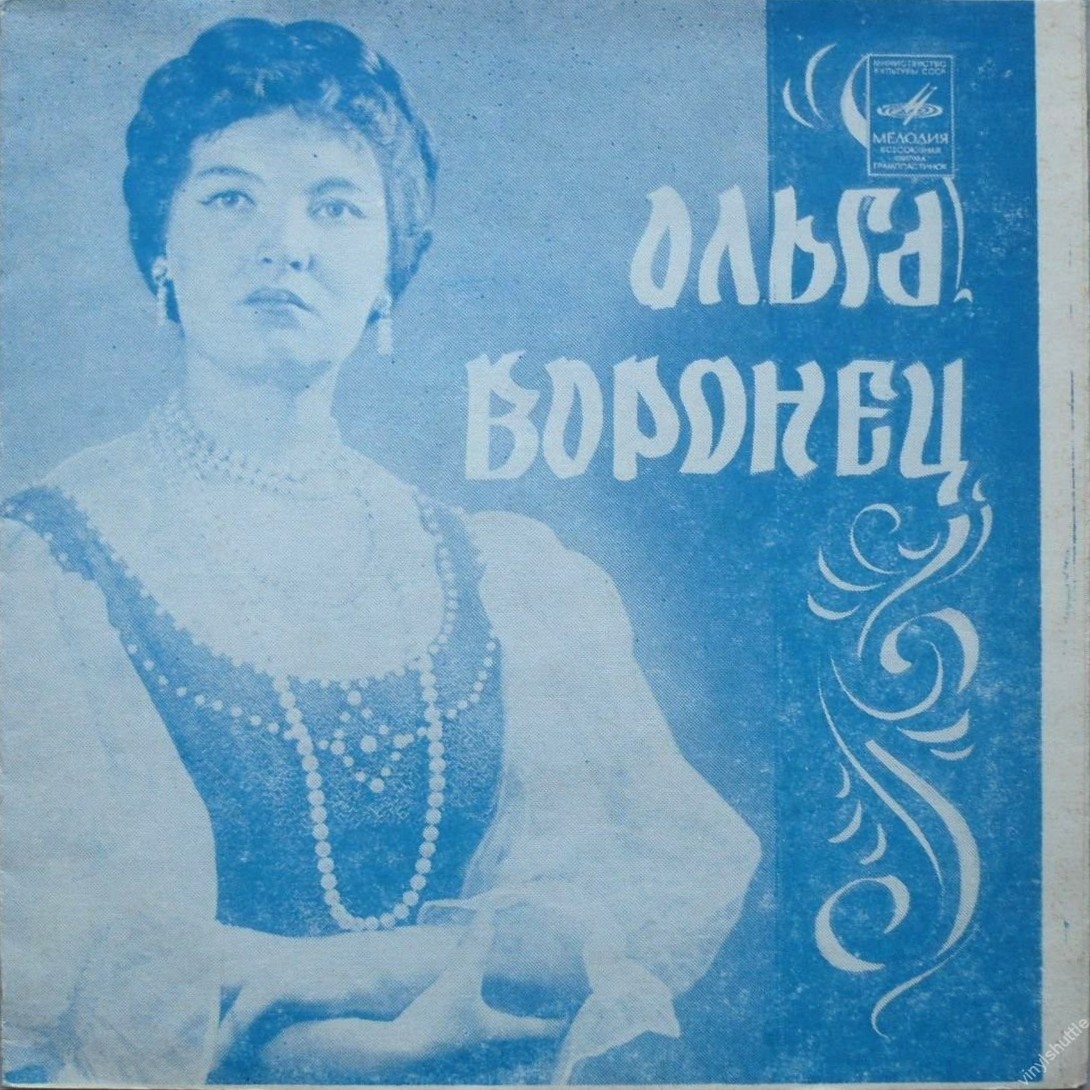 МИНИСТЕРСТВО
КУЛЬТУРЫ СССР
МЕЛОДИЯ
ВСЕСОЮЗНАЯ
ФИРМА
ГРАМПЛАСТИНОК
ОЛЬГА
ВОРОНЕЦ
vinylshuttle